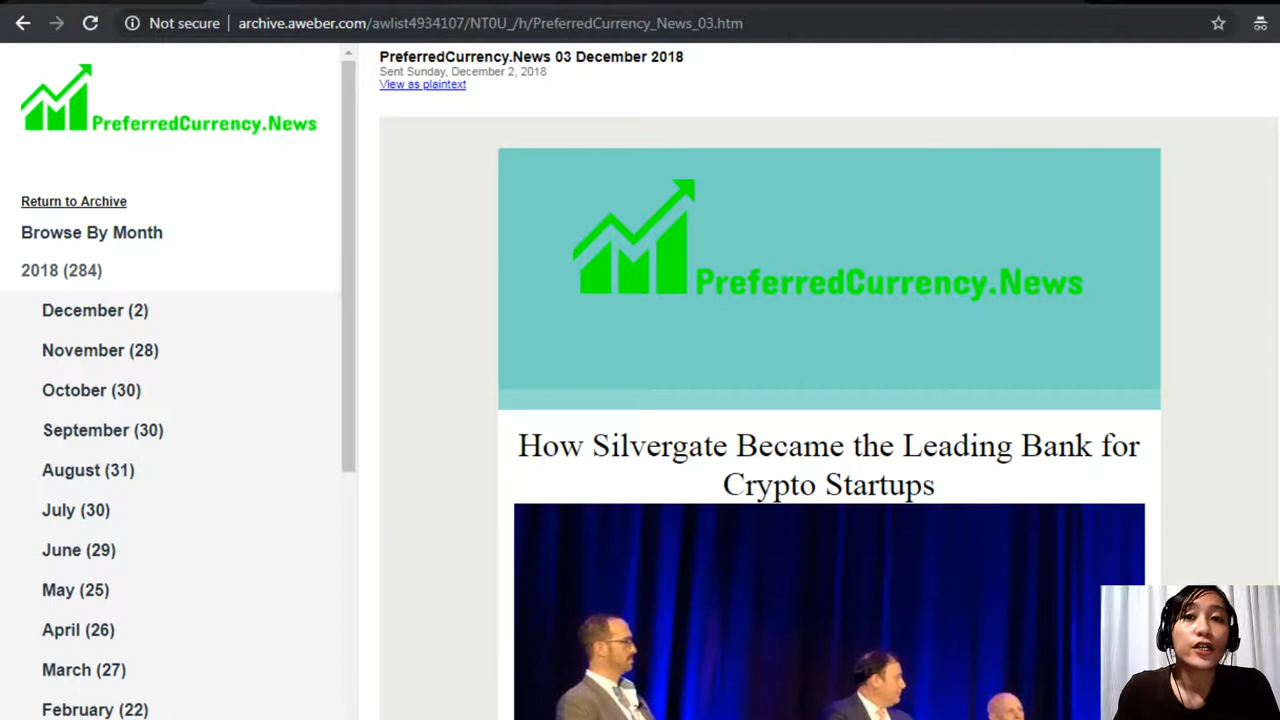 Not secure
archive.aweber.com/awlist4934107/NT0U_/h/PreferredCurrency_News_03.htm
PreferredCurrency.News
Return to Archive
Browse By Month
2018 (284)
December (2)
November (28)
October (30)
September (30)
August (31)
July (30)
June (29)
May (25)
April (26)
March (27)
February (22)
PreferredCurrency.News 03 December 2018
Sent Sunday, December 2, 2018
View as plaintext
PreferredCurrency.News
How Silvergate Became the Leading Bank for
Crypto Startups